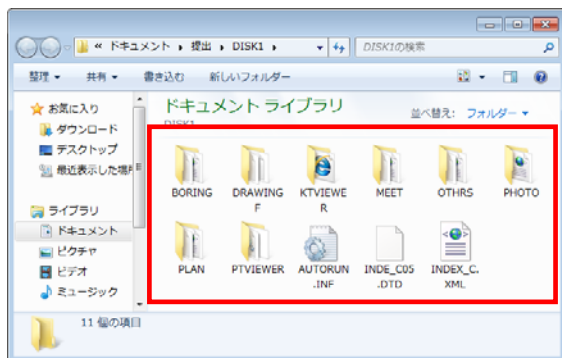 « ドキュメント ▸ 提出 ▸ DISK1 ▸
DISK1の検索
整理 ▾ 共有 ▾ 書き込む 新しいフォルダー
お気に入り
ダウンロード
デスクトップ
最近表示した場所
ライブラリ
ドキュメント
ピクチャ
ビデオ
ミュージック
ドキュメント ライブラリ
DISK1
並べ替え: フォルダー ▾
BORING
DRAWING
F
KTVIEWE
R
MEET
OTHRS
PHOTO
PLAN
PTVIEWER
AUTORUN
.INF
INDE_C05
.DTD
INDEX_C.
XML
11 個の項目